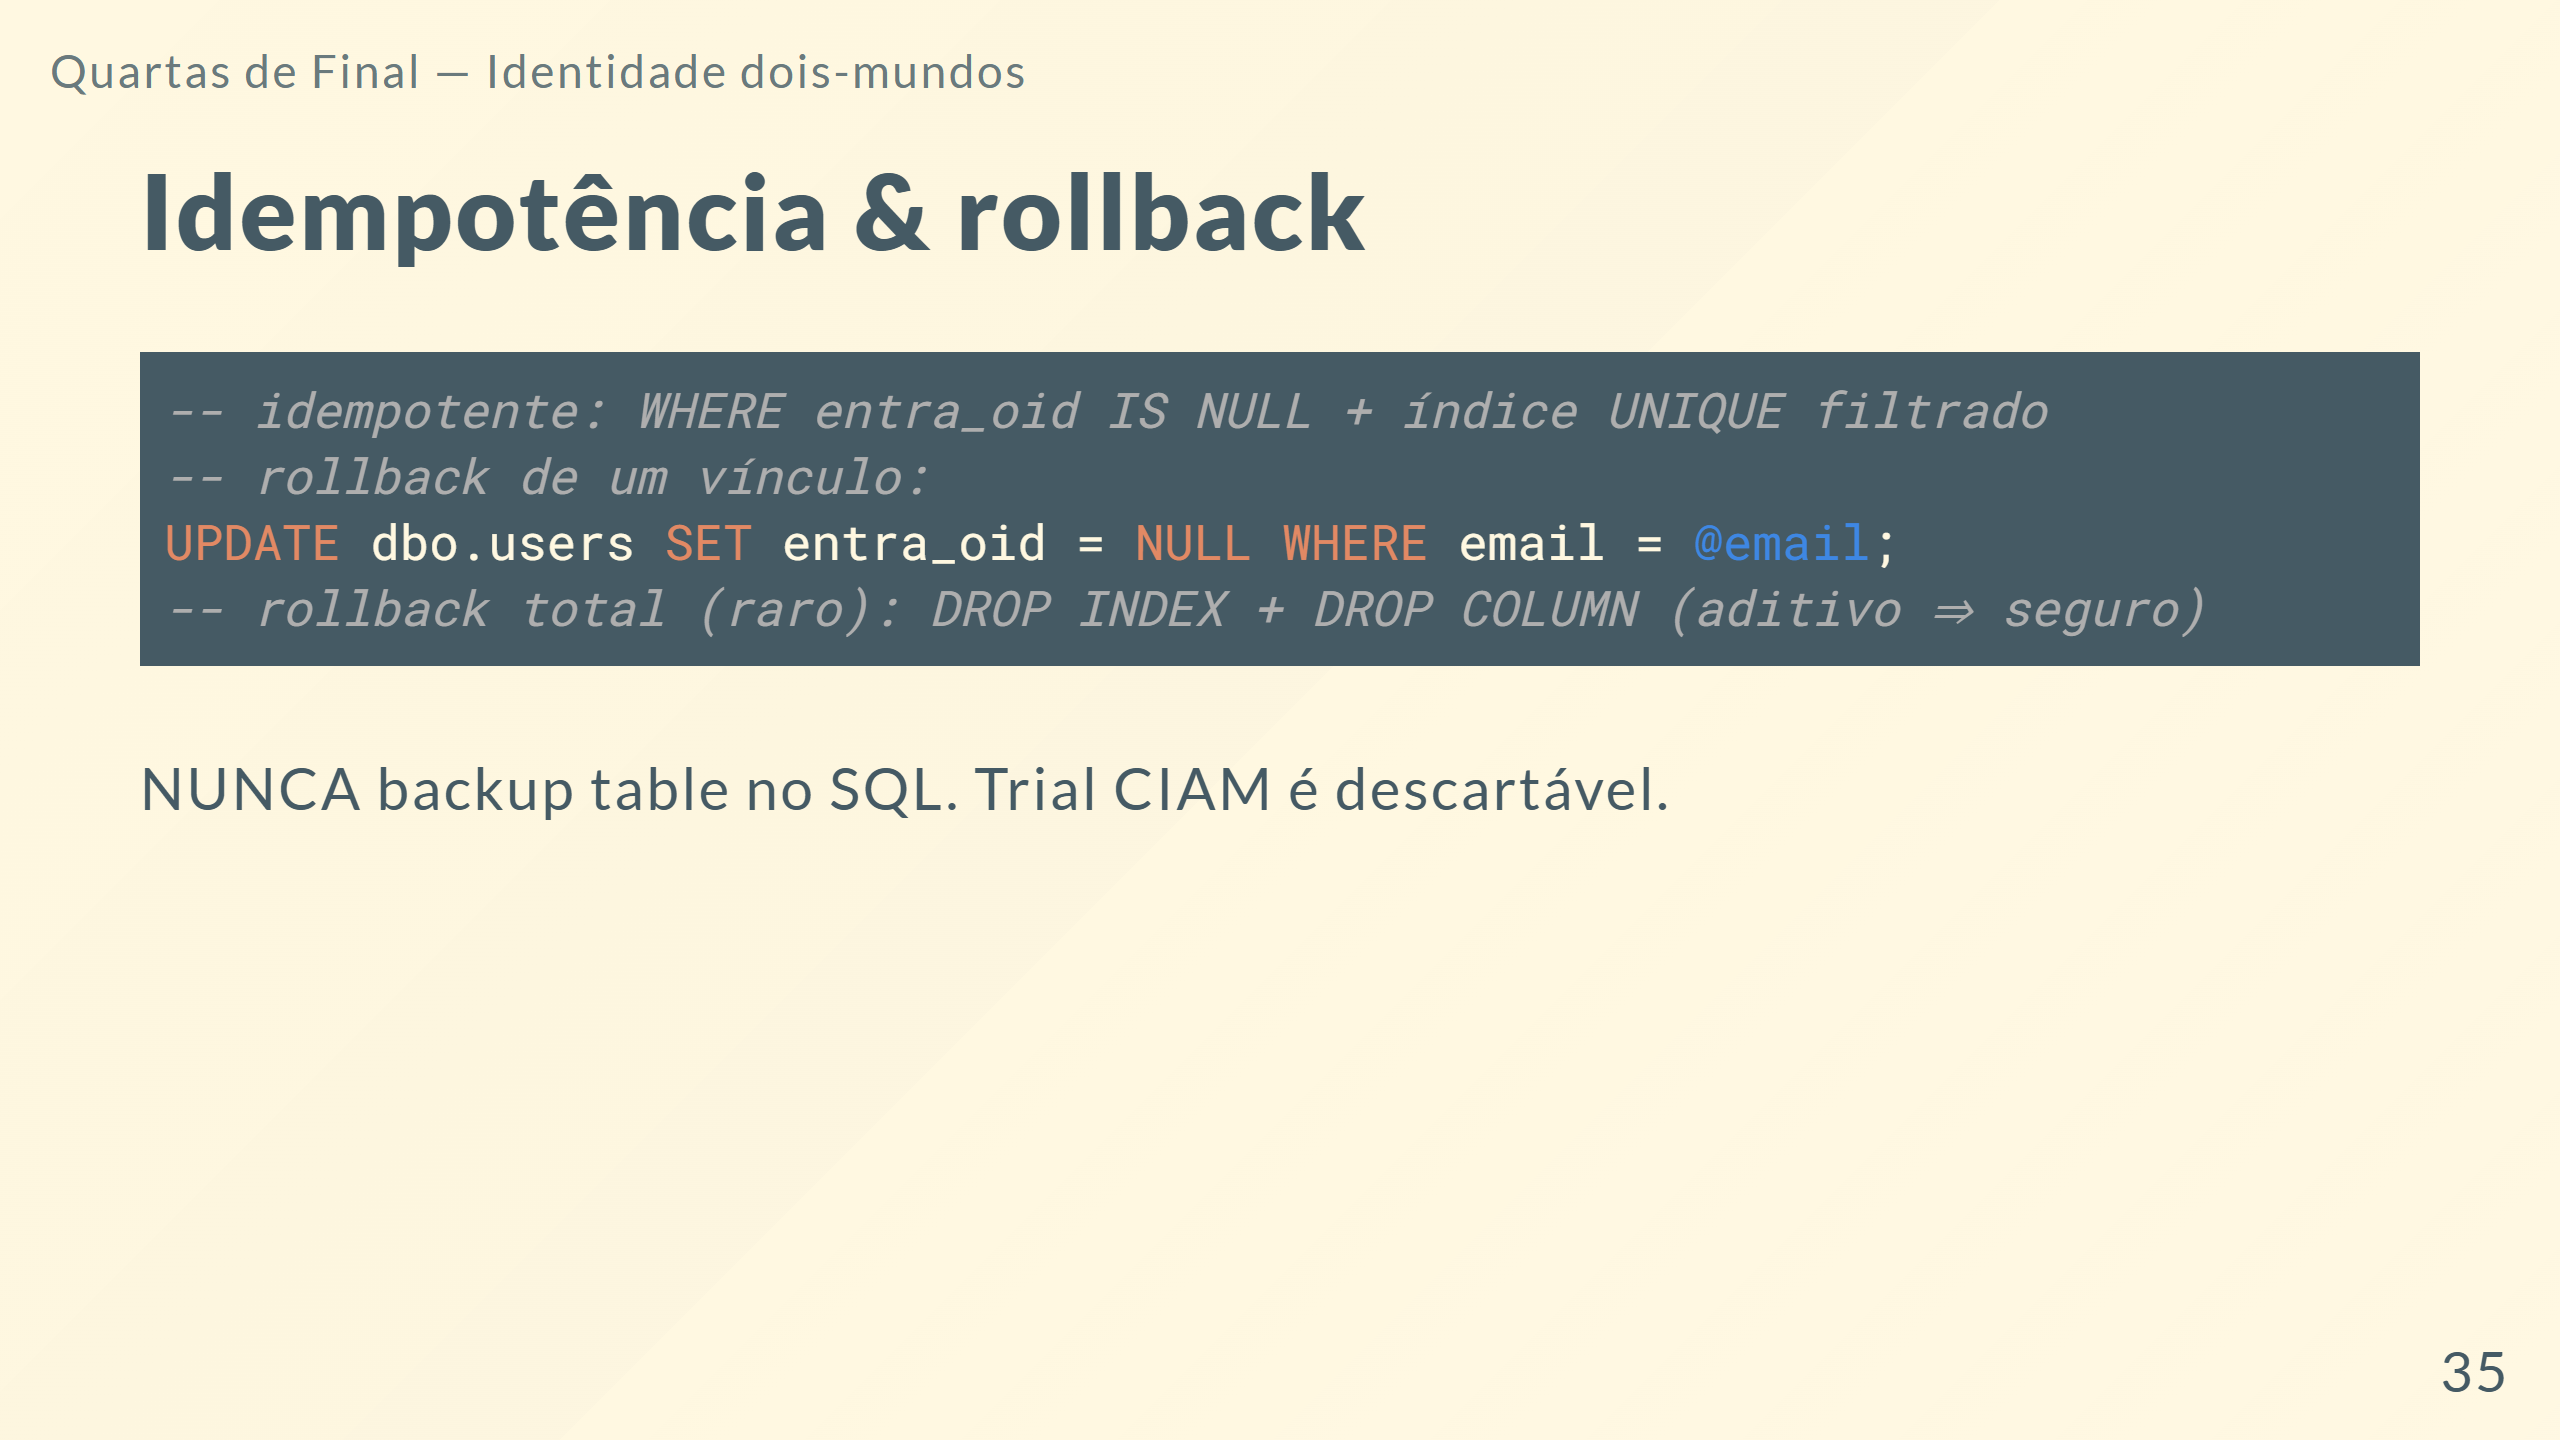 Quartas de Final — Identidade dois-mundos
Idempotência & rollback
-- idempotente: WHERE entra_oid IS NULL + índice UNIQUE filtrado
-- rollback de um vínculo:
UPDATE dbo.users SET entra_oid = NULL WHERE email = @email;
-- rollback total (raro): DROP INDEX + DROP COLUMN (aditivo ⇒ seguro)
NUNCA backup table no SQL. Trial CIAM é descartável.
35